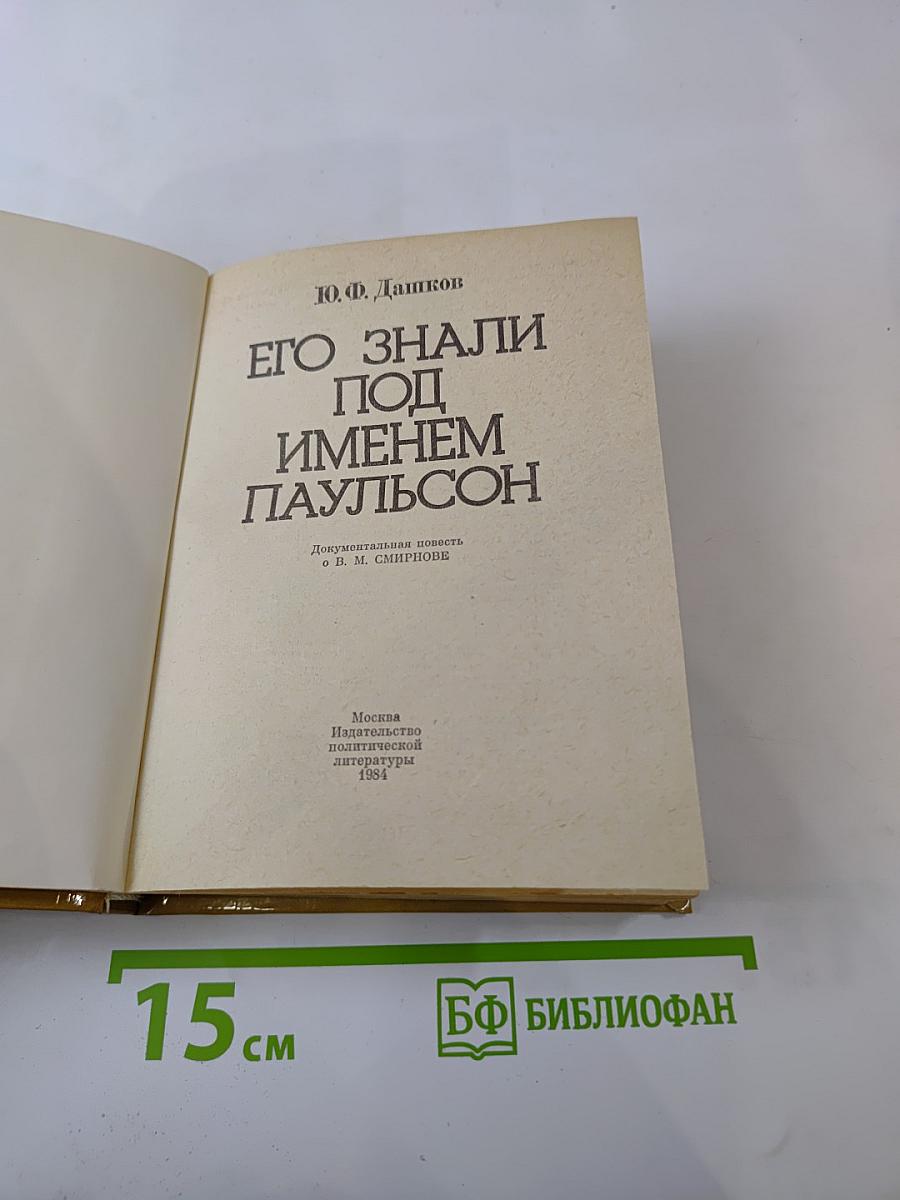 Ю. Ф. Дашков
ЕГО ЗНАЛИ
ПОД
ИМЕНЕМ
ПАУЛЬСОН
Документальная повесть
о В. М. СМИРНОВЕ
Москва
Издательство
политической
литературы
1984
15 см
БФ БИБЛИОФАН